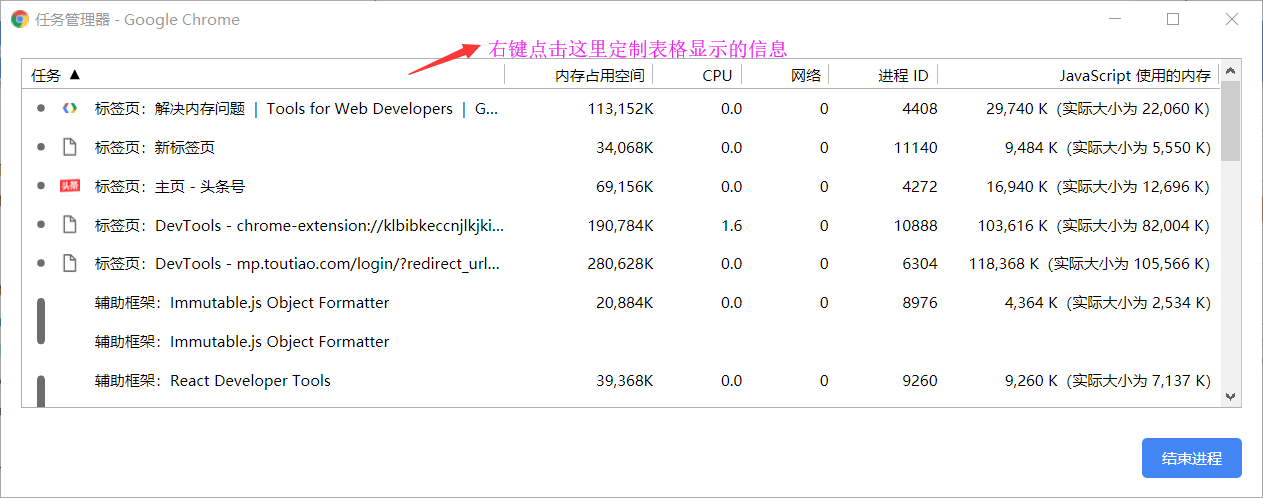 任务管理器 - Google Chrome
右键点击这里定制表格显示的信息
任务 ▲ 内存占用空间 CPU 网络 进程 ID JavaScript 使用的内存
标签页：解决内存问题 | Tools for Web Developers | G... 113,152K 0.0 0 4408 29,740 K (实际大小为 22,060 K)
标签页：新标签页 34,068K 0.0 0 11140 9,484 K (实际大小为 5,550 K)
头条 标签页：主页 - 头条号 69,156K 0.0 0 4272 16,940 K (实际大小为 12,696 K)
标签页：DevTools - chrome-extension://klbibkeccnjlkjki... 190,784K 1.6 0 10888 103,616 K (实际大小为 82,004 K)
标签页：DevTools - mp.toutiao.com/login/?redirect_url... 280,628K 0.0 0 6304 118,368 K (实际大小为 105,566 K)
辅助框架：Immutable.js Object Formatter 20,884K 0.0 0 8976 4,364 K (实际大小为 2,534 K)
辅助框架：Immutable.js Object Formatter
辅助框架：React Developer Tools 39,368K 0.0 0 9260 9,260 K (实际大小为 7,137 K)
结束进程